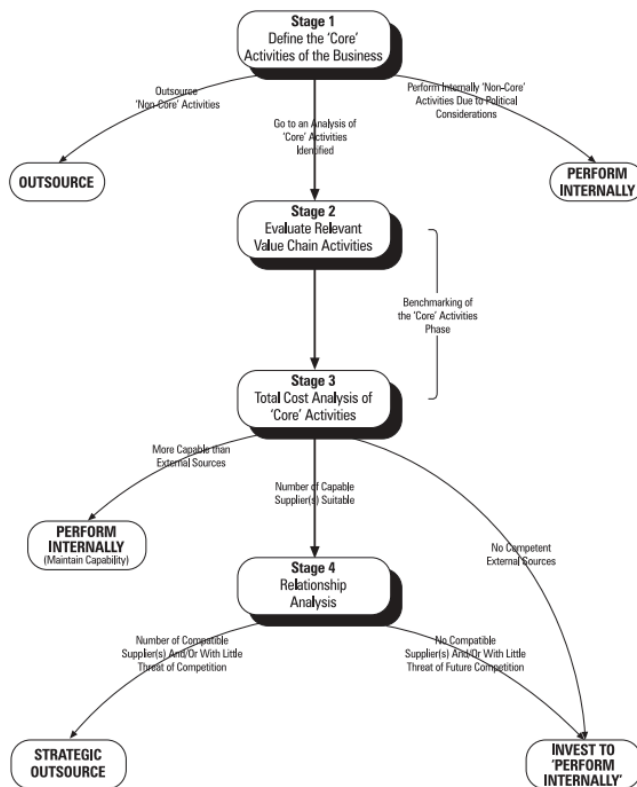 Stage 1
Define the ‘Core’
Activities of the Business
Outsource
‘Non-Core’ Activities
Go to an Analysis of
‘Core’ Activities
Identified
Perform Internally ‘Non-Core’
Activities Due to Political
Considerations
OUTSOURCE
PERFORM
INTERNALLY
Stage 2
Evaluate Relevant
Value Chain Activities
Benchmarking of
the ‘Core’ Activities
Phase
Stage 3
Total Cost Analysis of
‘Core’ Activities
More Capable than
External Sources
Number of Capable
Supplier(s) Suitable
No Competent
External Sources
PERFORM
INTERNALLY
(Maintain Capability)
Stage 4
Relationship
Analysis
Number of Compatible
Supplier(s) And/Or With Little
Threat of Competition
No Compatible
Supplier(s) And/Or With Little
Threat of Future Competition
STRATEGIC
OUTSOURCE
INVEST TO
‘PERFORM
INTERNALLY’